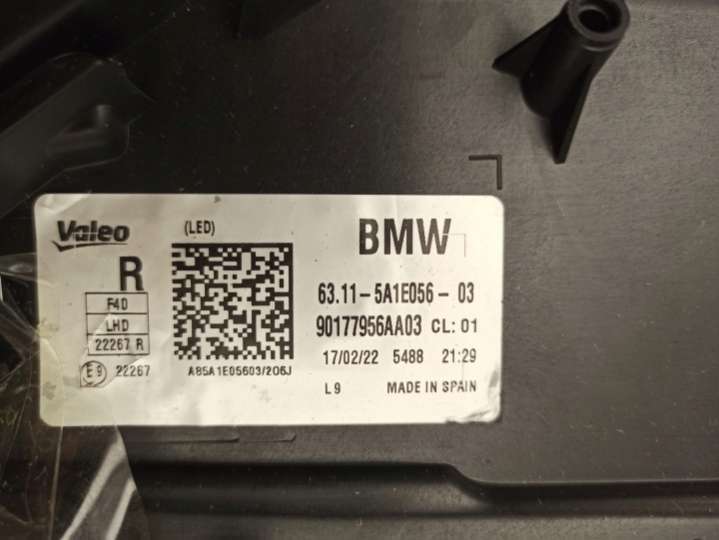 Valeo
(LED)
BMW
R
F40
LHD
22267 R
E9 22267
A85A1E05603/206J
63.11- 5A1E056- 03
90177956AA03 CL: 01
17/02/22 5488 21:29
L9 MADE IN SPAIN